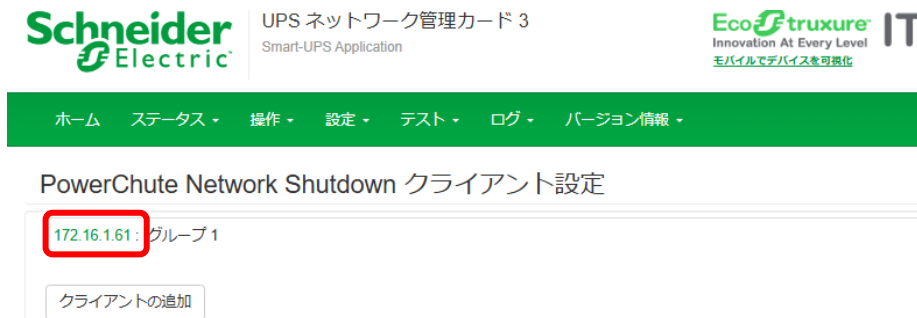 Schneider Electric
UPS ネットワーク管理カード 3
Smart-UPS Application
EcoStruxure IT
Innovation At Every Level
モバイルでデバイスを可視化
ホーム ステータス 操作 設定 テスト ログ バージョン情報
PowerChute Network Shutdown クライアント設定
172.16.1.61 : グループ 1
クライアントの追加